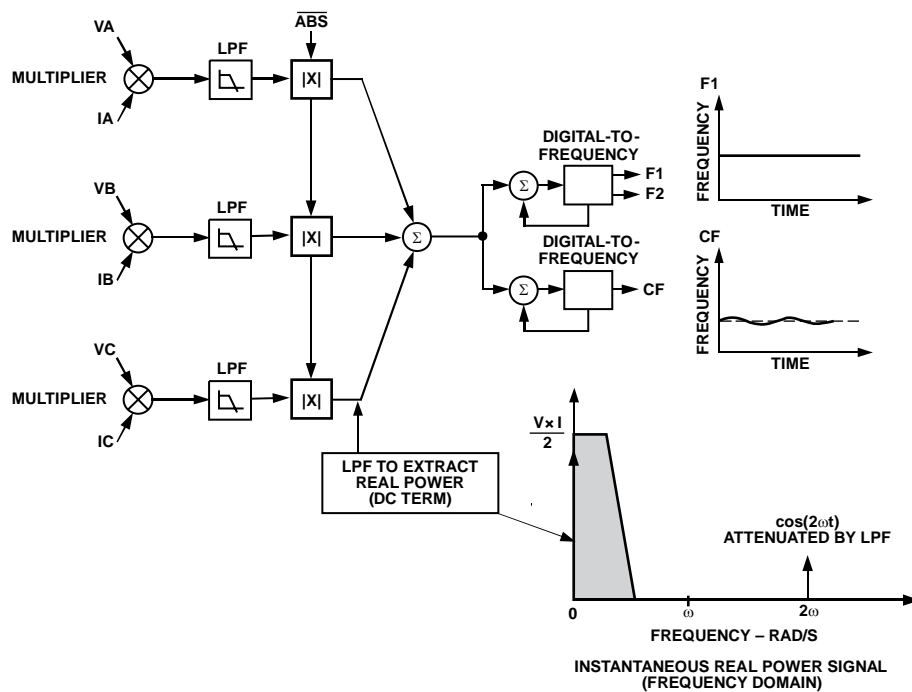 VA
MULTIPLIER
IA
LPF
ABS
|X|
VB
MULTIPLIER
IB
LPF
|X|
VC
MULTIPLIER
IC
LPF
|X|
Σ
DIGITAL-TO-
FREQUENCY
Σ
F1
F2
DIGITAL-TO-
FREQUENCY
Σ
CF
F1
FREQUENCY
TIME
CF
FREQUENCY
TIME
LPF TO EXTRACT
REAL POWER
(DC TERM)
V × I
2
cos(2ωt)
ATTENUATED BY LPF
0
ω
2ω
FREQUENCY – RAD/S
INSTANTANEOUS REAL POWER SIGNAL
(FREQUENCY DOMAIN)